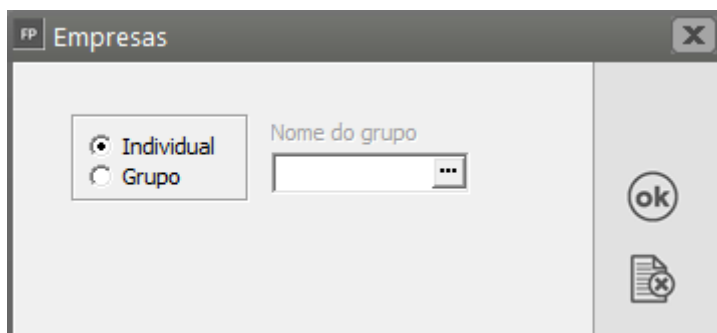 FP Empresas
Individual
Grupo
Nome do grupo
...
ok